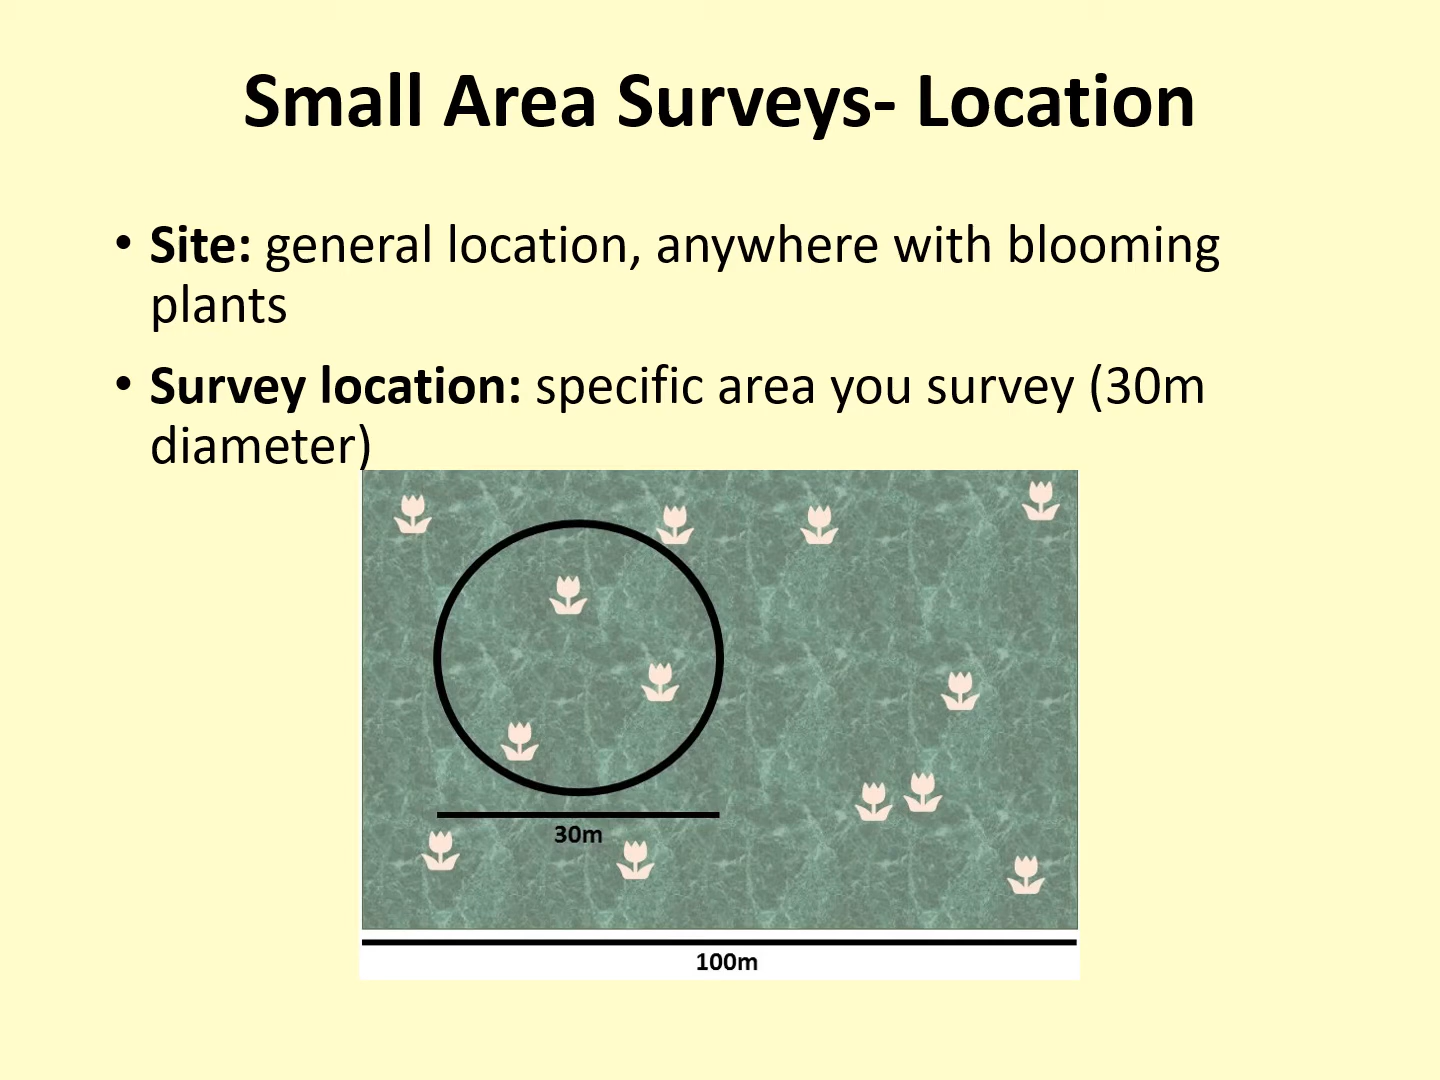 Small Area Surveys- Location
• Site: general location, anywhere with blooming
plants
• Survey location: specific area you survey (30m
diameter)
30m
100m